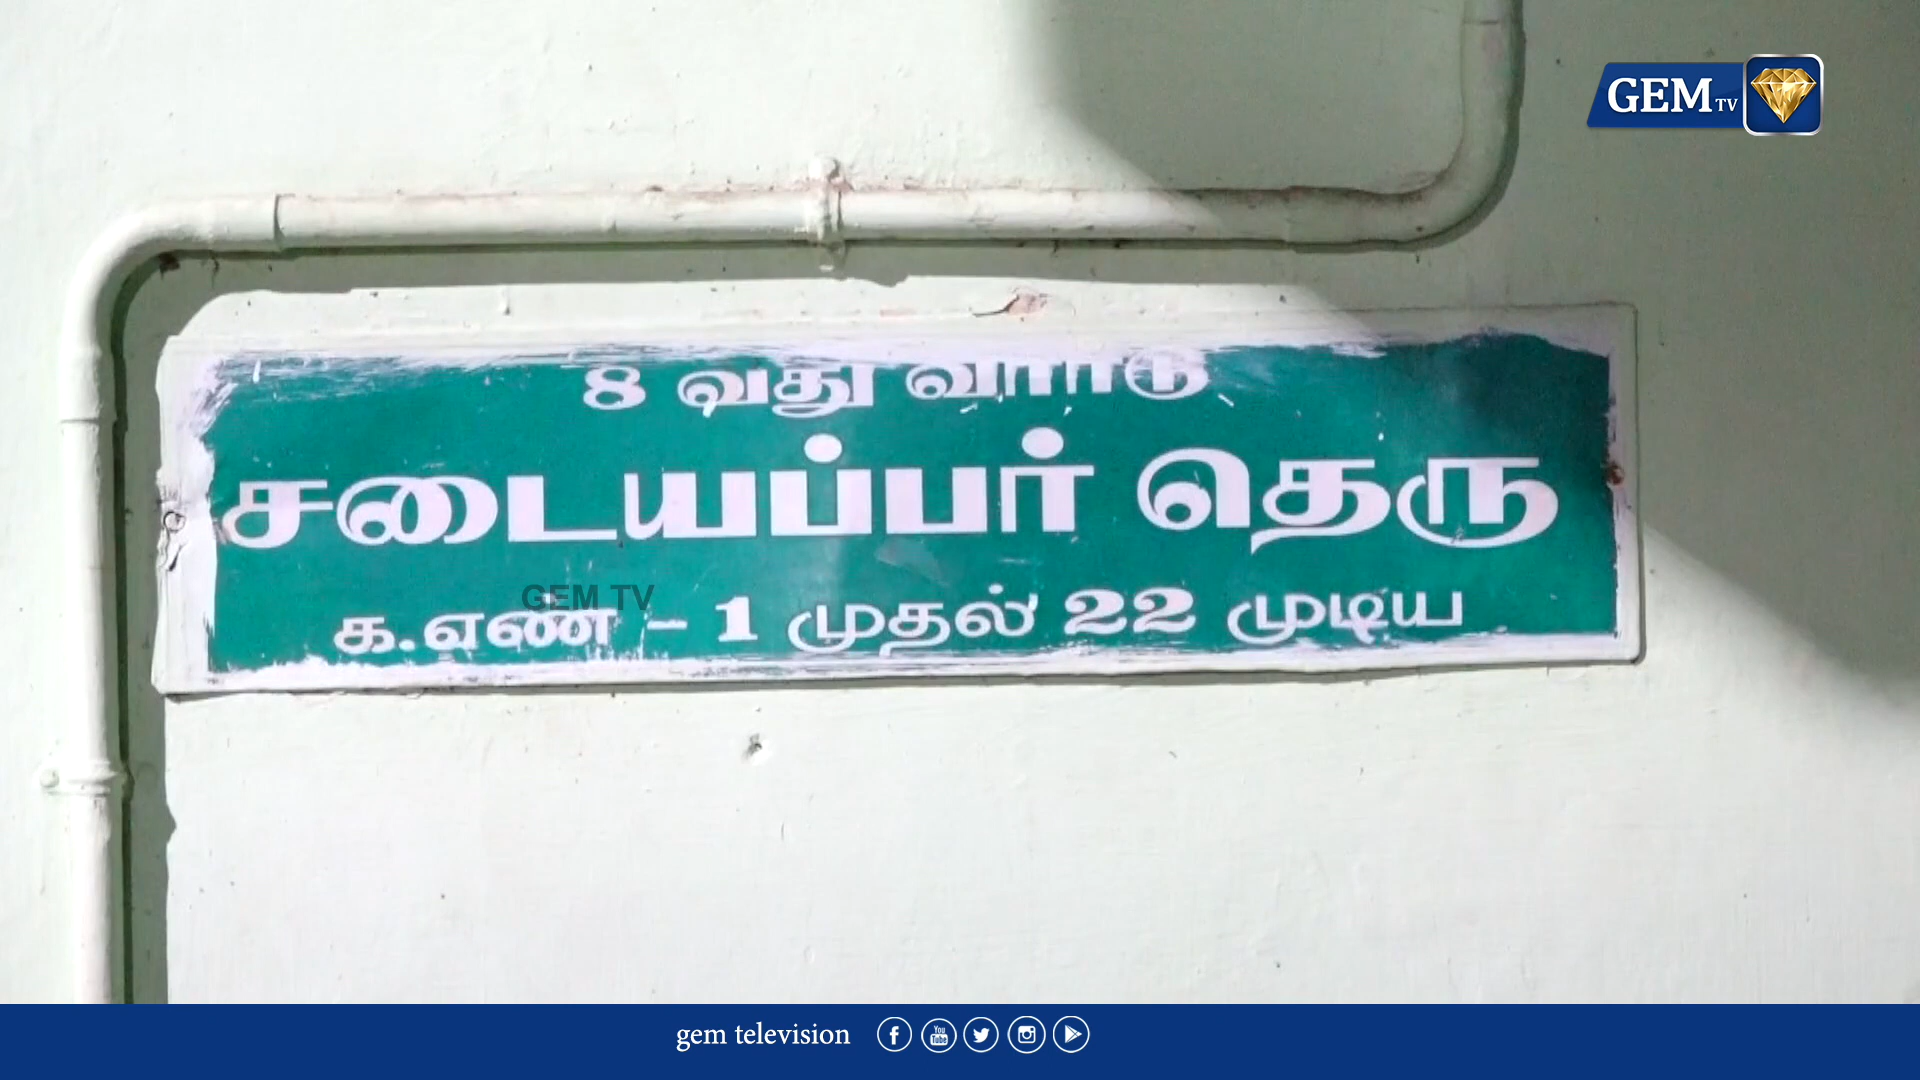 GEM TV
8 வது வார்டு
சடையப்பர் தெரு
க.எண் - 1 முதல் 22 முடிய
GEM TV
gem television